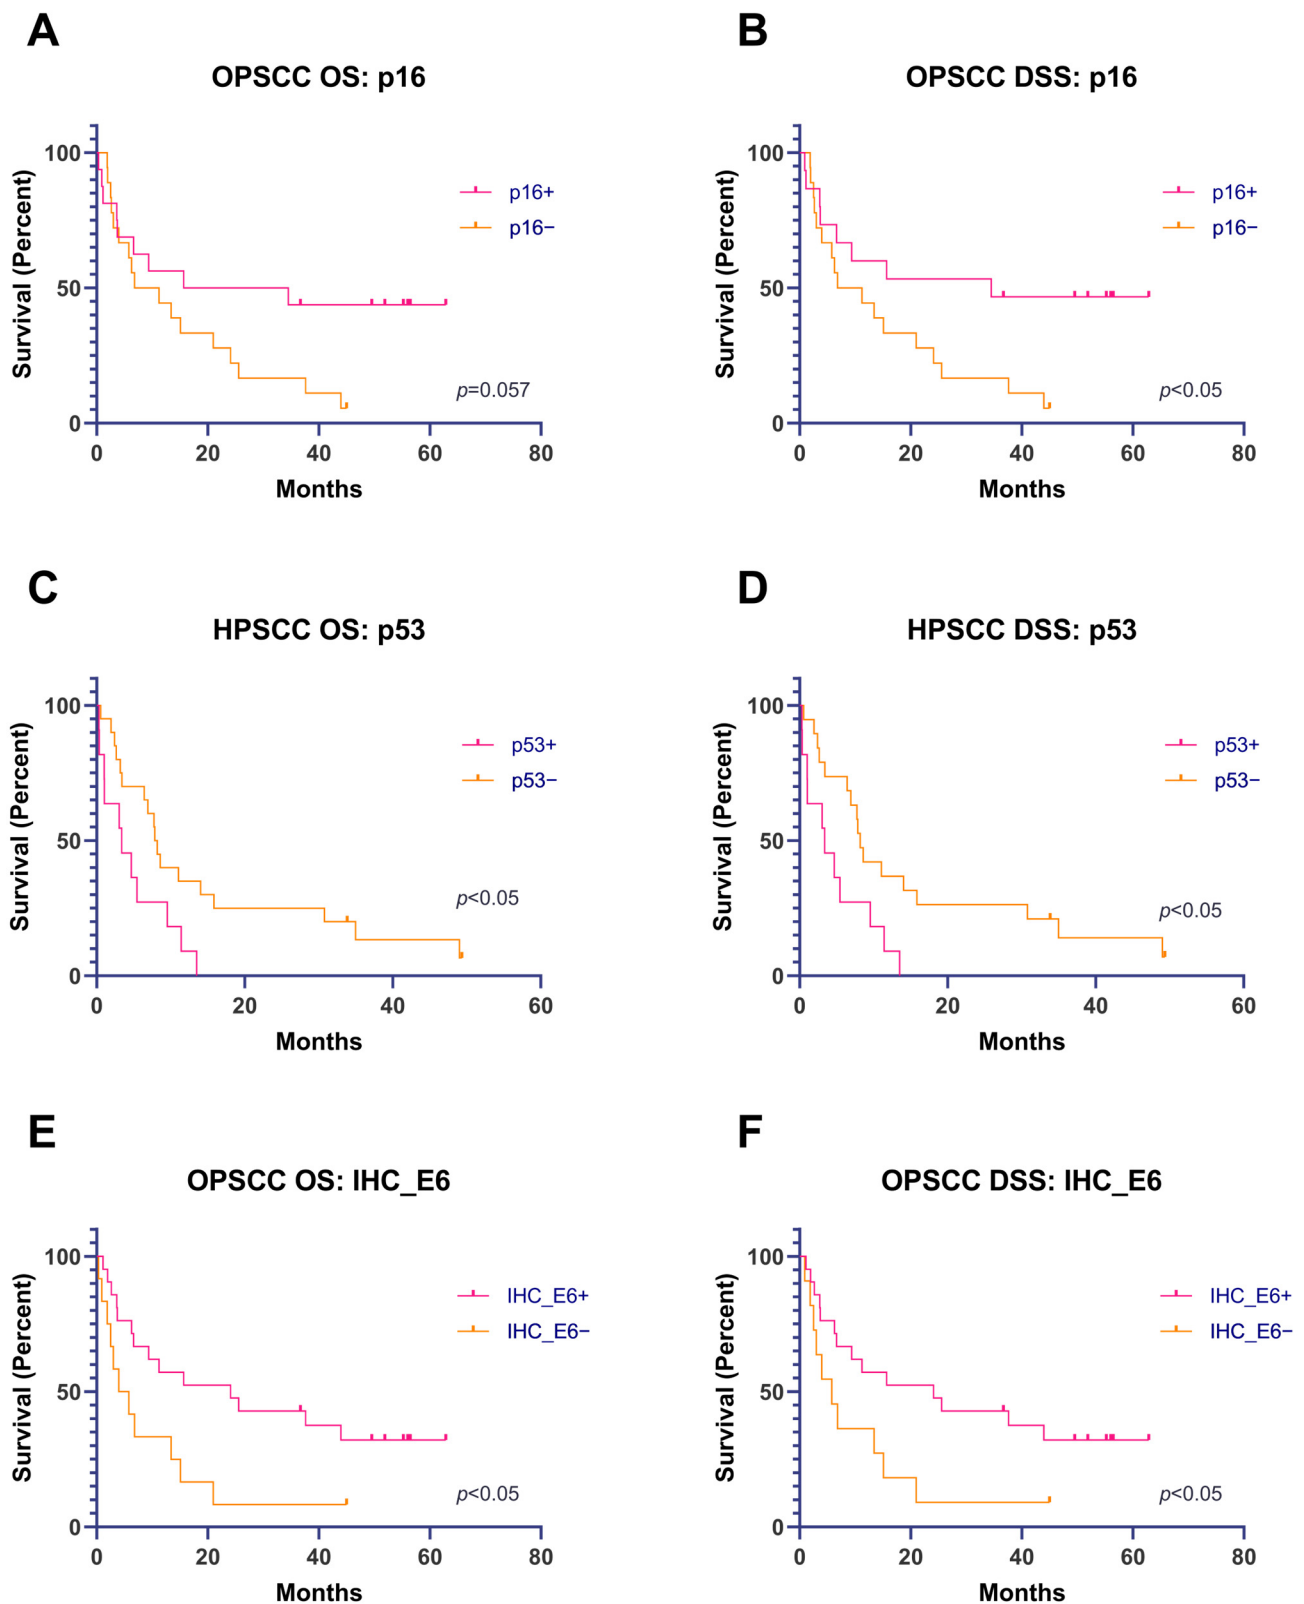 A
OPSCC OS: p16
Survival (Percent)
100
50
0
0 20 40 60 80
Months
p16+
p16−
p=0.057
B
OPSCC DSS: p16
Survival (Percent)
100
50
0
0 20 40 60 80
Months
p16+
p16−
p<0.05
C
HPSCC OS: p53
Survival (Percent)
100
50
0
0 20 40 60
Months
p53+
p53−
p<0.05
D
HPSCC DSS: p53
Survival (Percent)
100
50
0
0 20 40 60
Months
p53+
p53−
p<0.05
E
OPSCC OS: IHC_E6
Survival (Percent)
100
50
0
0 20 40 60 80
Months
IHC_E6+
IHC_E6−
p<0.05
F
OPSCC DSS: IHC_E6
Survival (Percent)
100
50
0
0 20 40 60 80
Months
IHC_E6+
IHC_E6−
p<0.05